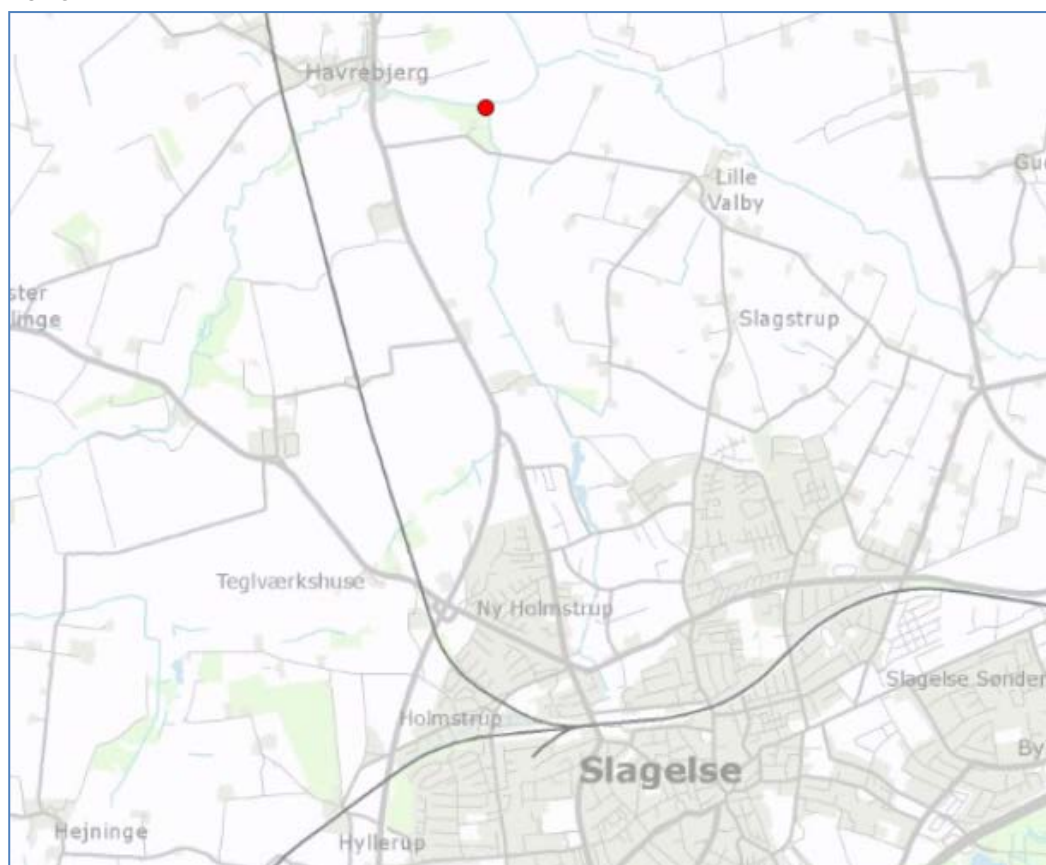 Havrebjerg
Lille
Valby
Slagstrup
Teglværkshuse
Ny Holmstrup
Slagelse Sønder
Holmstrup
Slagelse
Hejninge
Hyllerup